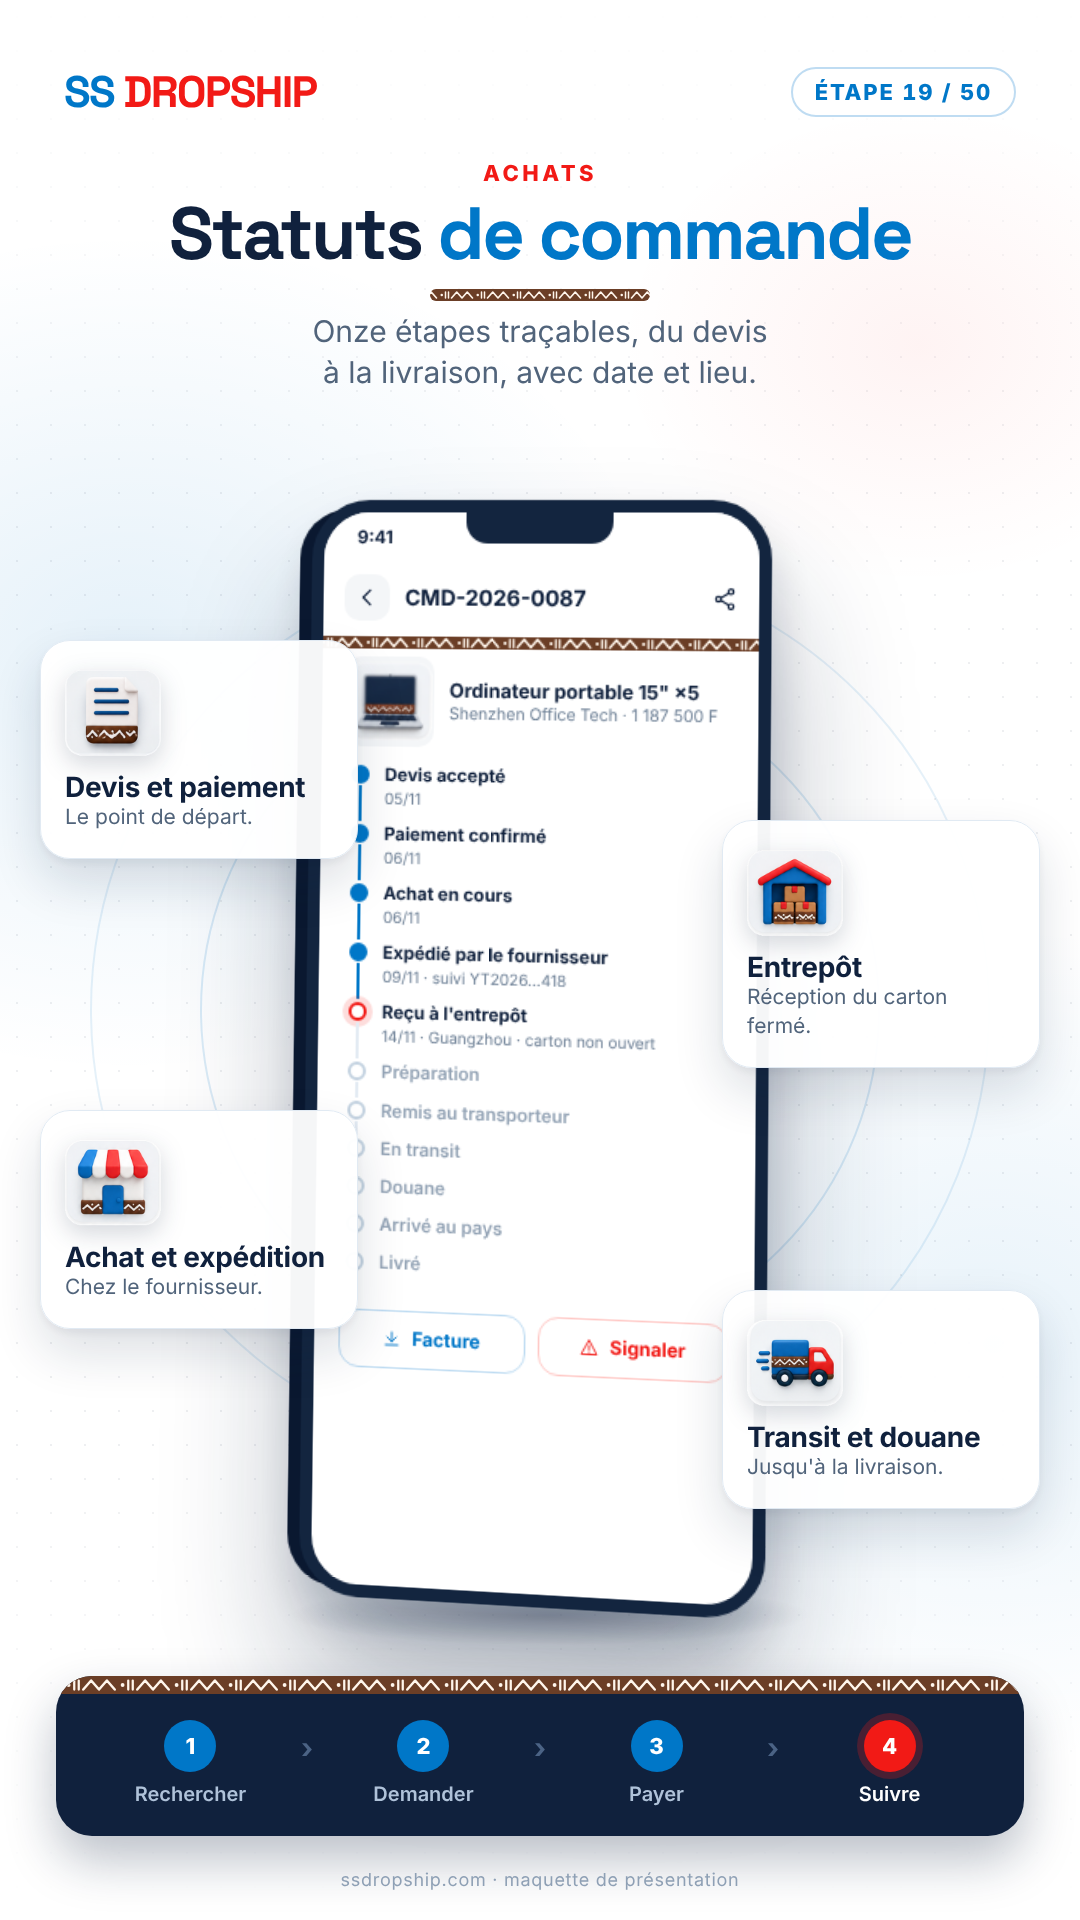 SS DROPSHIP
ÉTAPE 19 / 50
ACHATS
Statuts de commande
Onze étapes traçables, du devis
à la livraison, avec date et lieu.
9:41
CMD-2026-0087
Ordinateur portable 15" ×5
Shenzhen Office Tech · 1 187 500 F
Devis accepté
05/11
Paiement confirmé
06/11
Achat en cours
06/11
Expédié par le fournisseur
09/11 · suivi YT2026...418
Reçu à l'entrepôt
14/11 · Guangzhou · carton non ouvert
Préparation
Remis au transporteur
En transit
Douane
Arrivé au pays
Livré
Facture
Signaler
Devis et paiement
Le point de départ.
Entrepôt
Réception du carton
fermé.
Achat et expédition
Chez le fournisseur.
Transit et douane
Jusqu'à la livraison.
1
Rechercher
2
Demander
3
Payer
4
Suivre
ssdropship.com · maquette de présentation